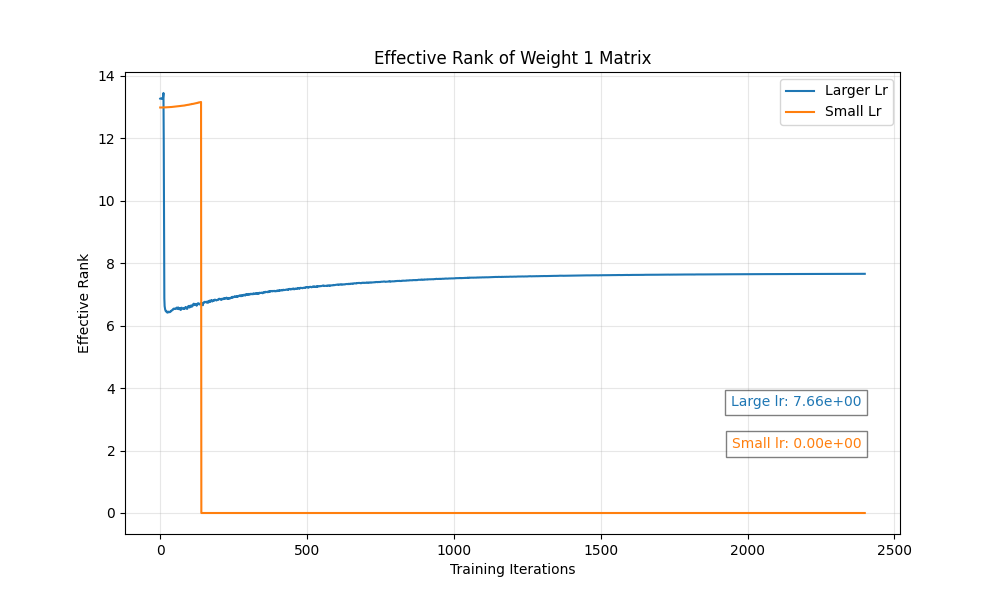 Effective Rank of Weight 1 Matrix
Larger Lr
Small Lr
Effective Rank
14
12
10
8
6
4
2
0
Large lr: 7.66e+00
Small lr: 0.00e+00
0
500
1000
1500
2000
2500
Training Iterations